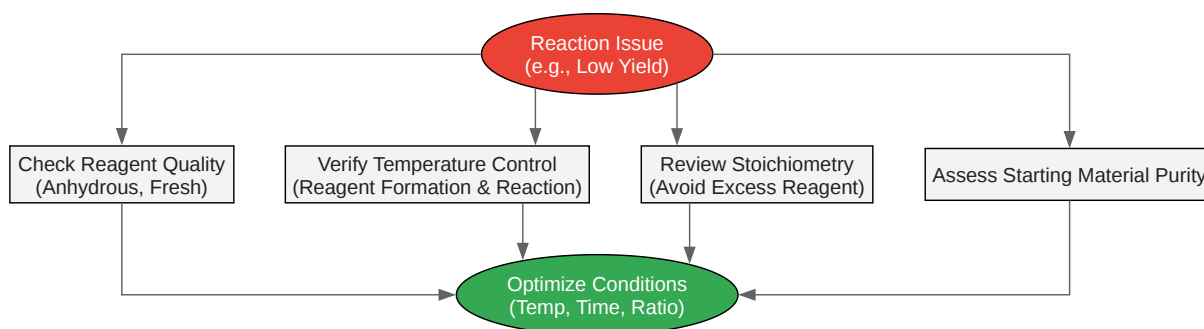 Reaction Issue
(e.g., Low Yield)
Check Reagent Quality
(Anhydrous, Fresh)
Verify Temperature Control
(Reagent Formation & Reaction)
Review Stoichiometry
(Avoid Excess Reagent)
Assess Starting Material Purity
Optimize Conditions
(Temp, Time, Ratio)